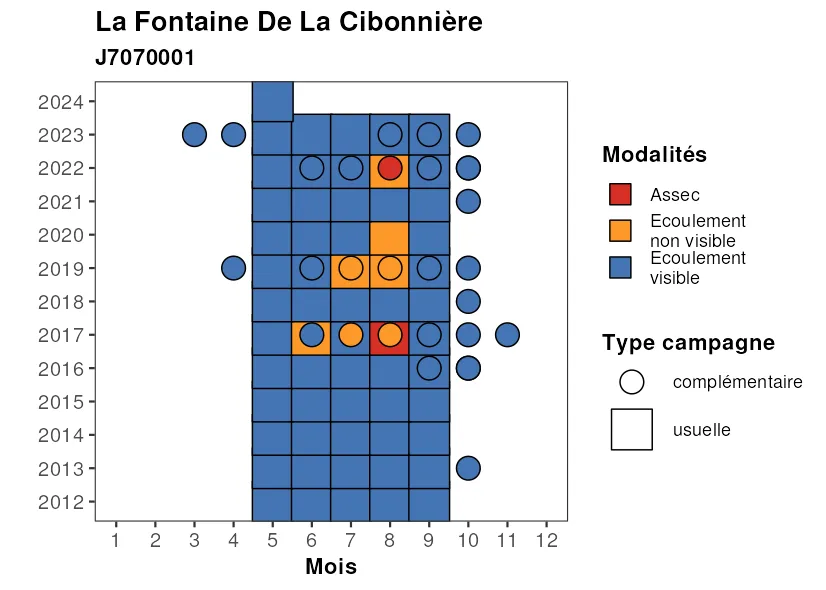 La Fontaine De La Cibonnière
J7070001
2024
2023
2022
2021
2020
2019
2018
2017
2016
2015
2014
2013
2012
1 2 3 4 5 6 7 8 9 10 11 12
Mois
Modalités
Assec
Ecoulement
non visible
Ecoulement
visible
Type campagne
complémentaire
usuelle